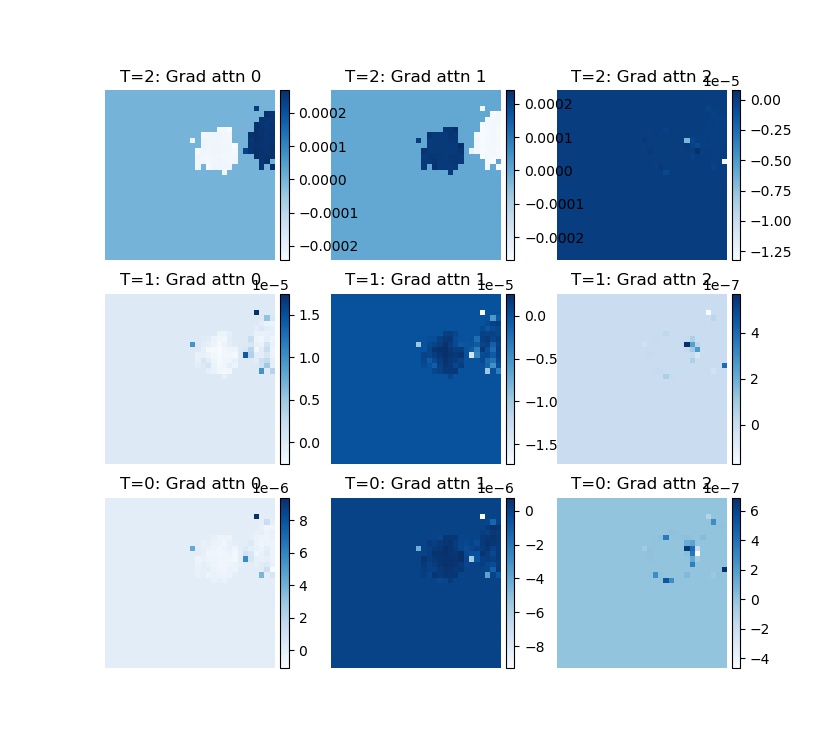 T=2: Grad attn 0
0.0002
0.0001
0.0000
−0.0001
−0.0002
T=2: Grad attn 1
0.0002
0.0001
0.0000
−0.0001
−0.0002
T=2: Grad attn 2
1e−5
0.00
−0.25
−0.50
−0.75
−1.00
−1.25
T=1: Grad attn 0
1e−5
1.5
1.0
0.5
0.0
T=1: Grad attn 1
1e−5
0.0
−0.5
−1.0
−1.5
T=1: Grad attn 2
1e−7
4
2
0
T=0: Grad attn 0
1e−6
8
6
4
2
0
T=0: Grad attn 1
1e−6
0
−2
−4
−6
−8
T=0: Grad attn 2
1e−7
6
4
2
0
−2
−4